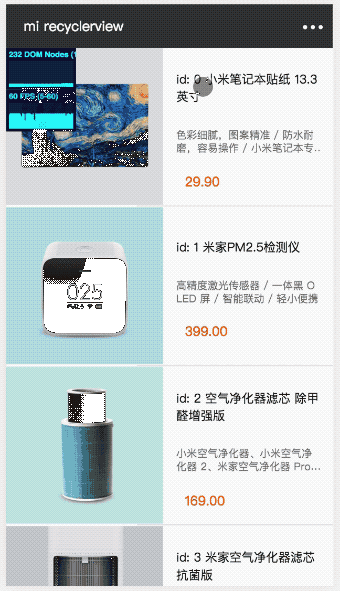 mi recyclerview
232 DOM Nodes (1
60 FPS (6-60)
id: 0 小米笔记本贴纸 13.3
英寸
色彩细腻，图案精准 / 防水耐
磨，容易操作 / 小米笔记本专...
29.90
025
PM2.5
id: 1 米家PM2.5检测仪
高精度激光传感器 / 一体黑 O
LED 屏 / 智能联动 / 轻小便携
399.00
id: 2 空气净化器滤芯 除甲
醛增强版
小米空气净化器、小米空气净
化器 2、米家空气净化器 Pro...
169.00
id: 3 米家空气净化器滤芯
抗菌版